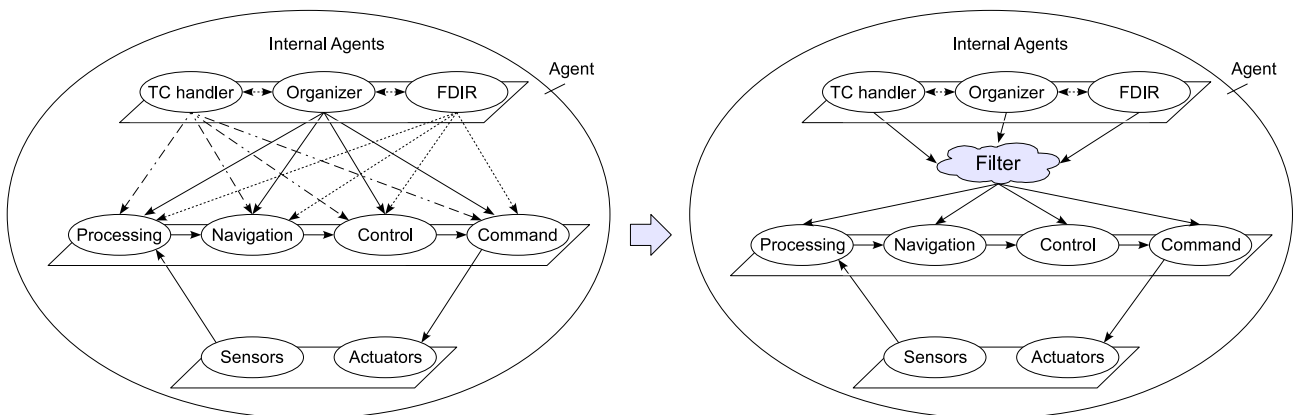 Internal Agents
Agent
TC handler
Organizer
FDIR
Processing
Navigation
Control
Command
Sensors
Actuators
Internal Agents
Agent
TC handler
Organizer
FDIR
Filter
Processing
Navigation
Control
Command
Sensors
Actuators